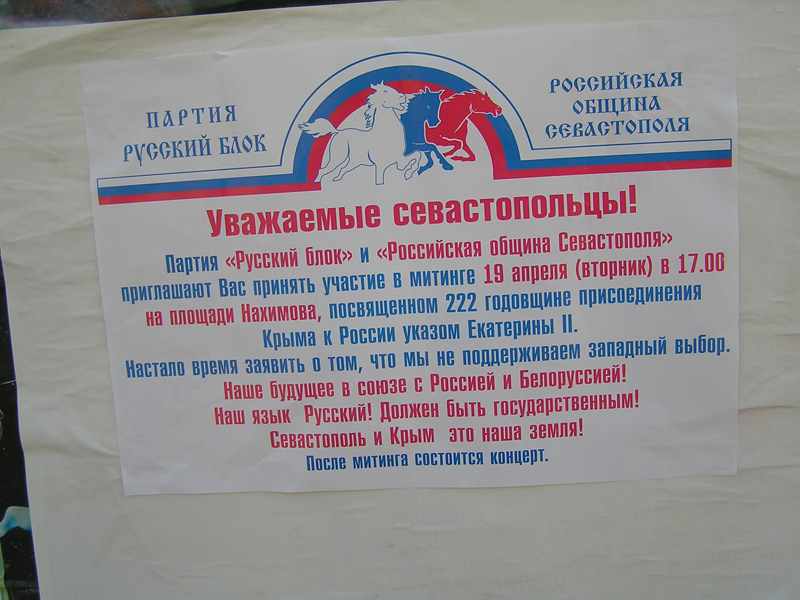 ПАРТИЯ
РУССКИЙ БЛОК
РОССИЙСКАЯ
ОБЩИНА
СЕВАСТОПОЛЯ
Уважаемые севастопольцы!
Партия «Русский блок» и «Российская община Севастополя»
приглашают Вас принять участие в митинге 19 апреля (вторник) в 17.00
на площади Нахимова, посвященном 222 годовщине присоединения
Крыма к России указом Екатерины II.
Настало время заявить о том, что мы не поддерживаем западный выбор.
Наше будущее в союзе с Россией и Белоруссией!
Наш язык Русский! Должен быть государственным!
Севастополь и Крым это наша земля!
После митинга состоится концерт.